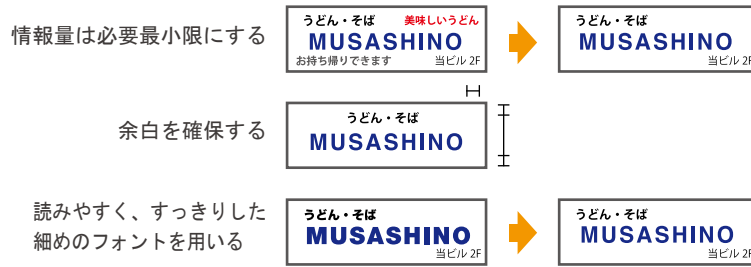 情報量は必要最小限にする
うどん・そば 美味しいうどん
MUSASHINO
お持ち帰りできます 当ビル 2F
うどん・そば
MUSASHINO
当ビル 2F
余白を確保する
うどん・そば
MUSASHINO
読みやすく、すっきりした
細めのフォントを用いる
うどん・そば
MUSASHINO
当ビル 2F
うどん・そば
MUSASHINO
当ビル 2F